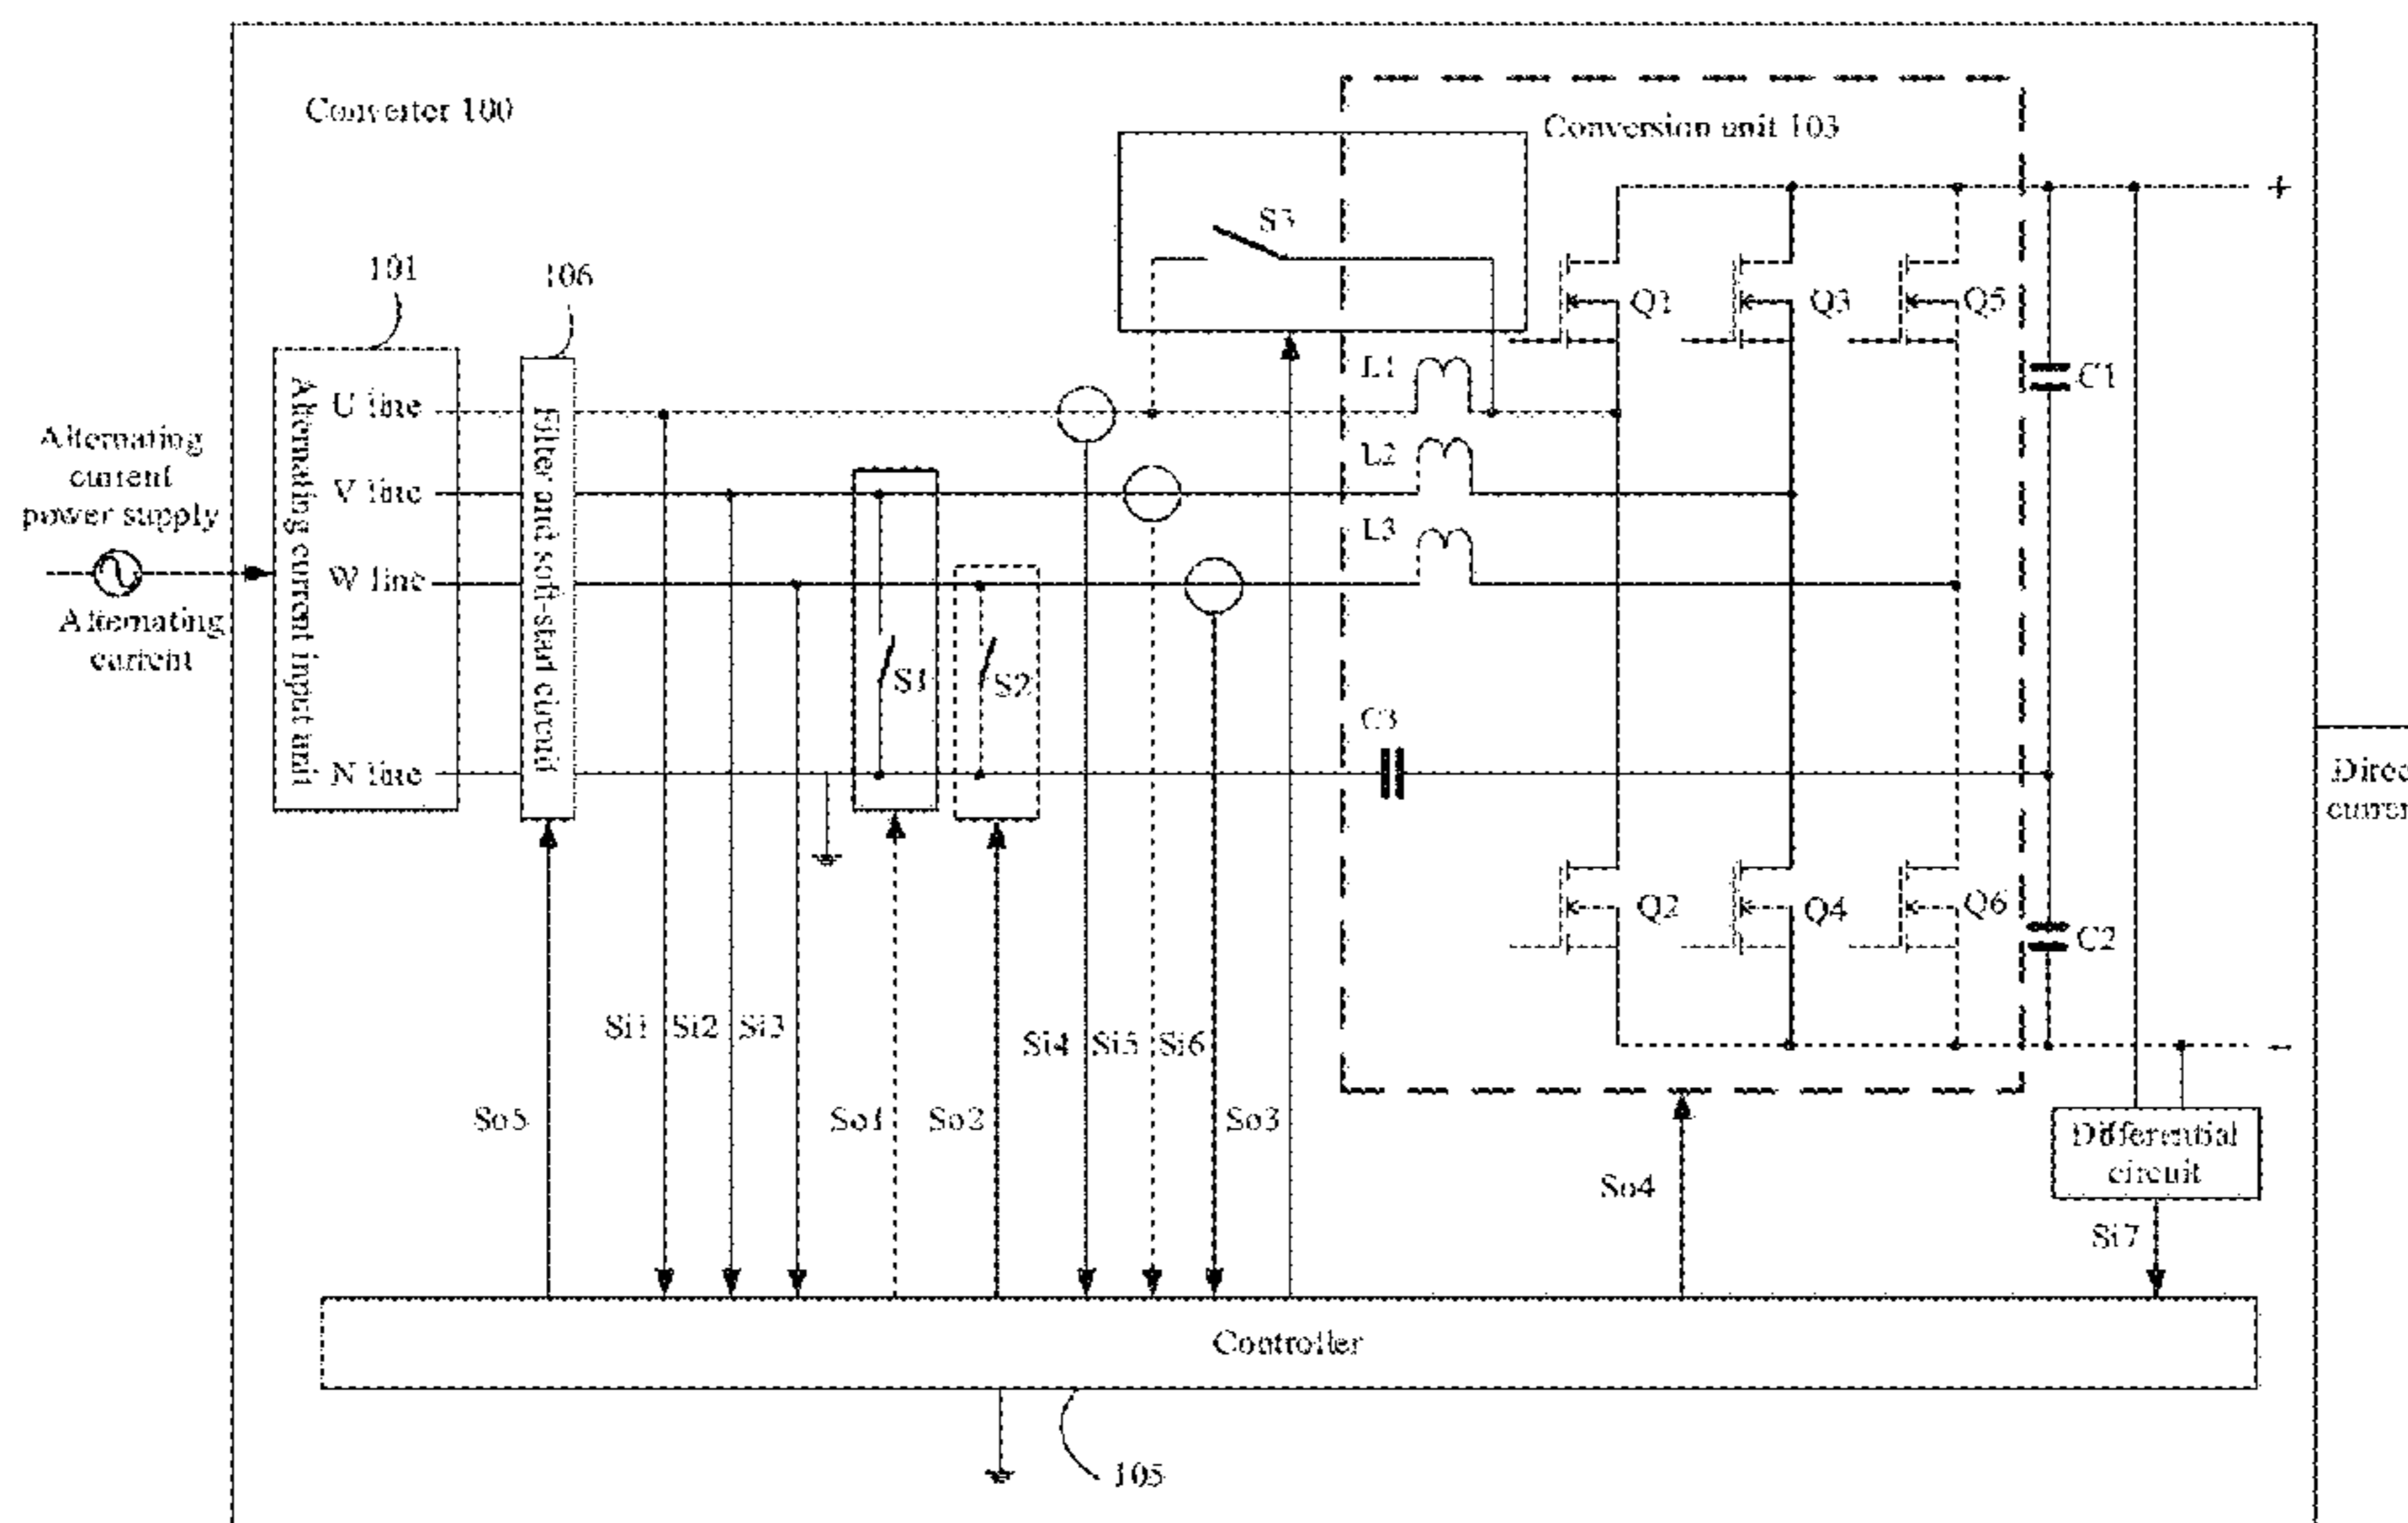 Converter 100
Conversion unit 103
S3
+
101
106
Q1
Q3
Q5
L1
C1
U line
Alternating
current
power supply
V line
L2
W line
L3
Alternating
current
Alternating current input unit
Filter and soft-start circuit
S1
S2
C3
N line
Direc
curren
Q2
Q4
Q6
C2
Si1
Si2
Si3
Si4
Si5
Si6
−
So5
So1
So2
So3
So4
Differential
circuit
Si7
Controller
105